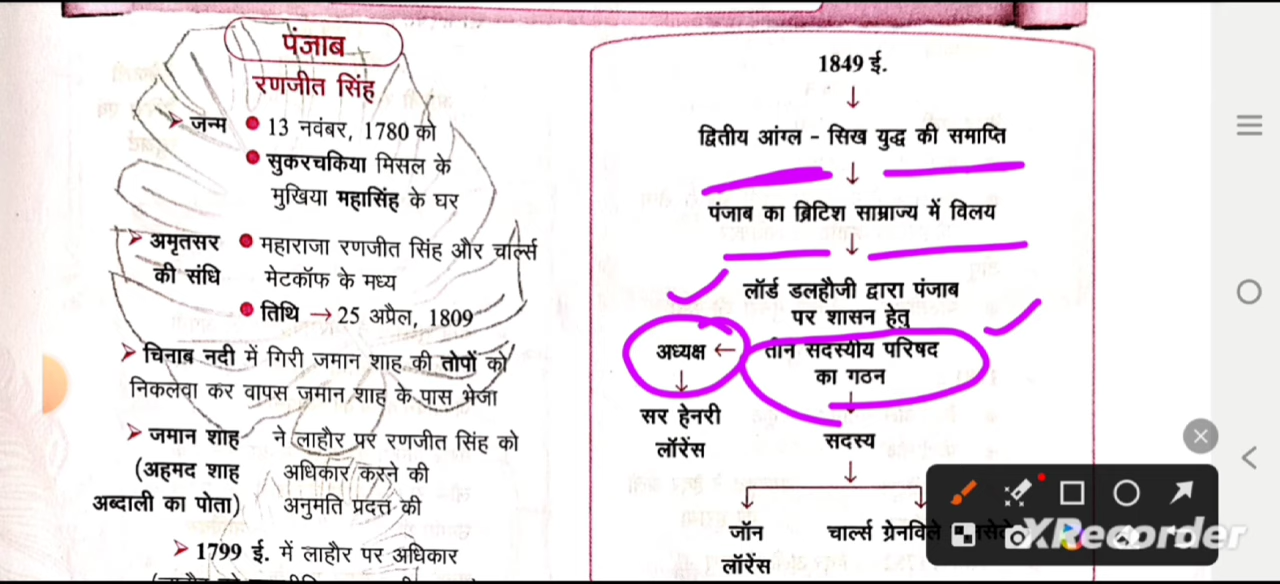 पंजाब
रणजीत सिंह
➤ जन्म ● 13 नवंबर, 1780 को
● सुकरचकिया मिसल के
मुखिया महासिंह के घर
➤ अमृतसर ● महाराजा रणजीत सिंह और चार्ल्स
की संधि मेटकॉफ के मध्य
● तिथि → 25 अप्रैल, 1809
➤ चिनाब नदी में गिरी जमान शाह की तोपों को
निकलवा कर वापस जमान शाह के पास भेजा
➤ जमान शाह ने लाहौर पर रणजीत सिंह को
(अहमद शाह अधिकार करने की
अब्दाली का पोता) अनुमति प्रदत्त की
➤ 1799 ई. में लाहौर पर अधिकार
1849 ई.
↓
द्वितीय आंग्ल - सिख युद्ध की समाप्ति
↓
पंजाब का ब्रिटिश साम्राज्य में विलय
↓
लॉर्ड डलहौजी द्वारा पंजाब
पर शासन हेतु
अध्यक्ष ← तीन सदस्यीय परिषद
का गठन
सर हेनरी
लॉरेंस
सदस्य
जॉन चार्ल्स ग्रेनविले
लॉरेंस
XRecorder